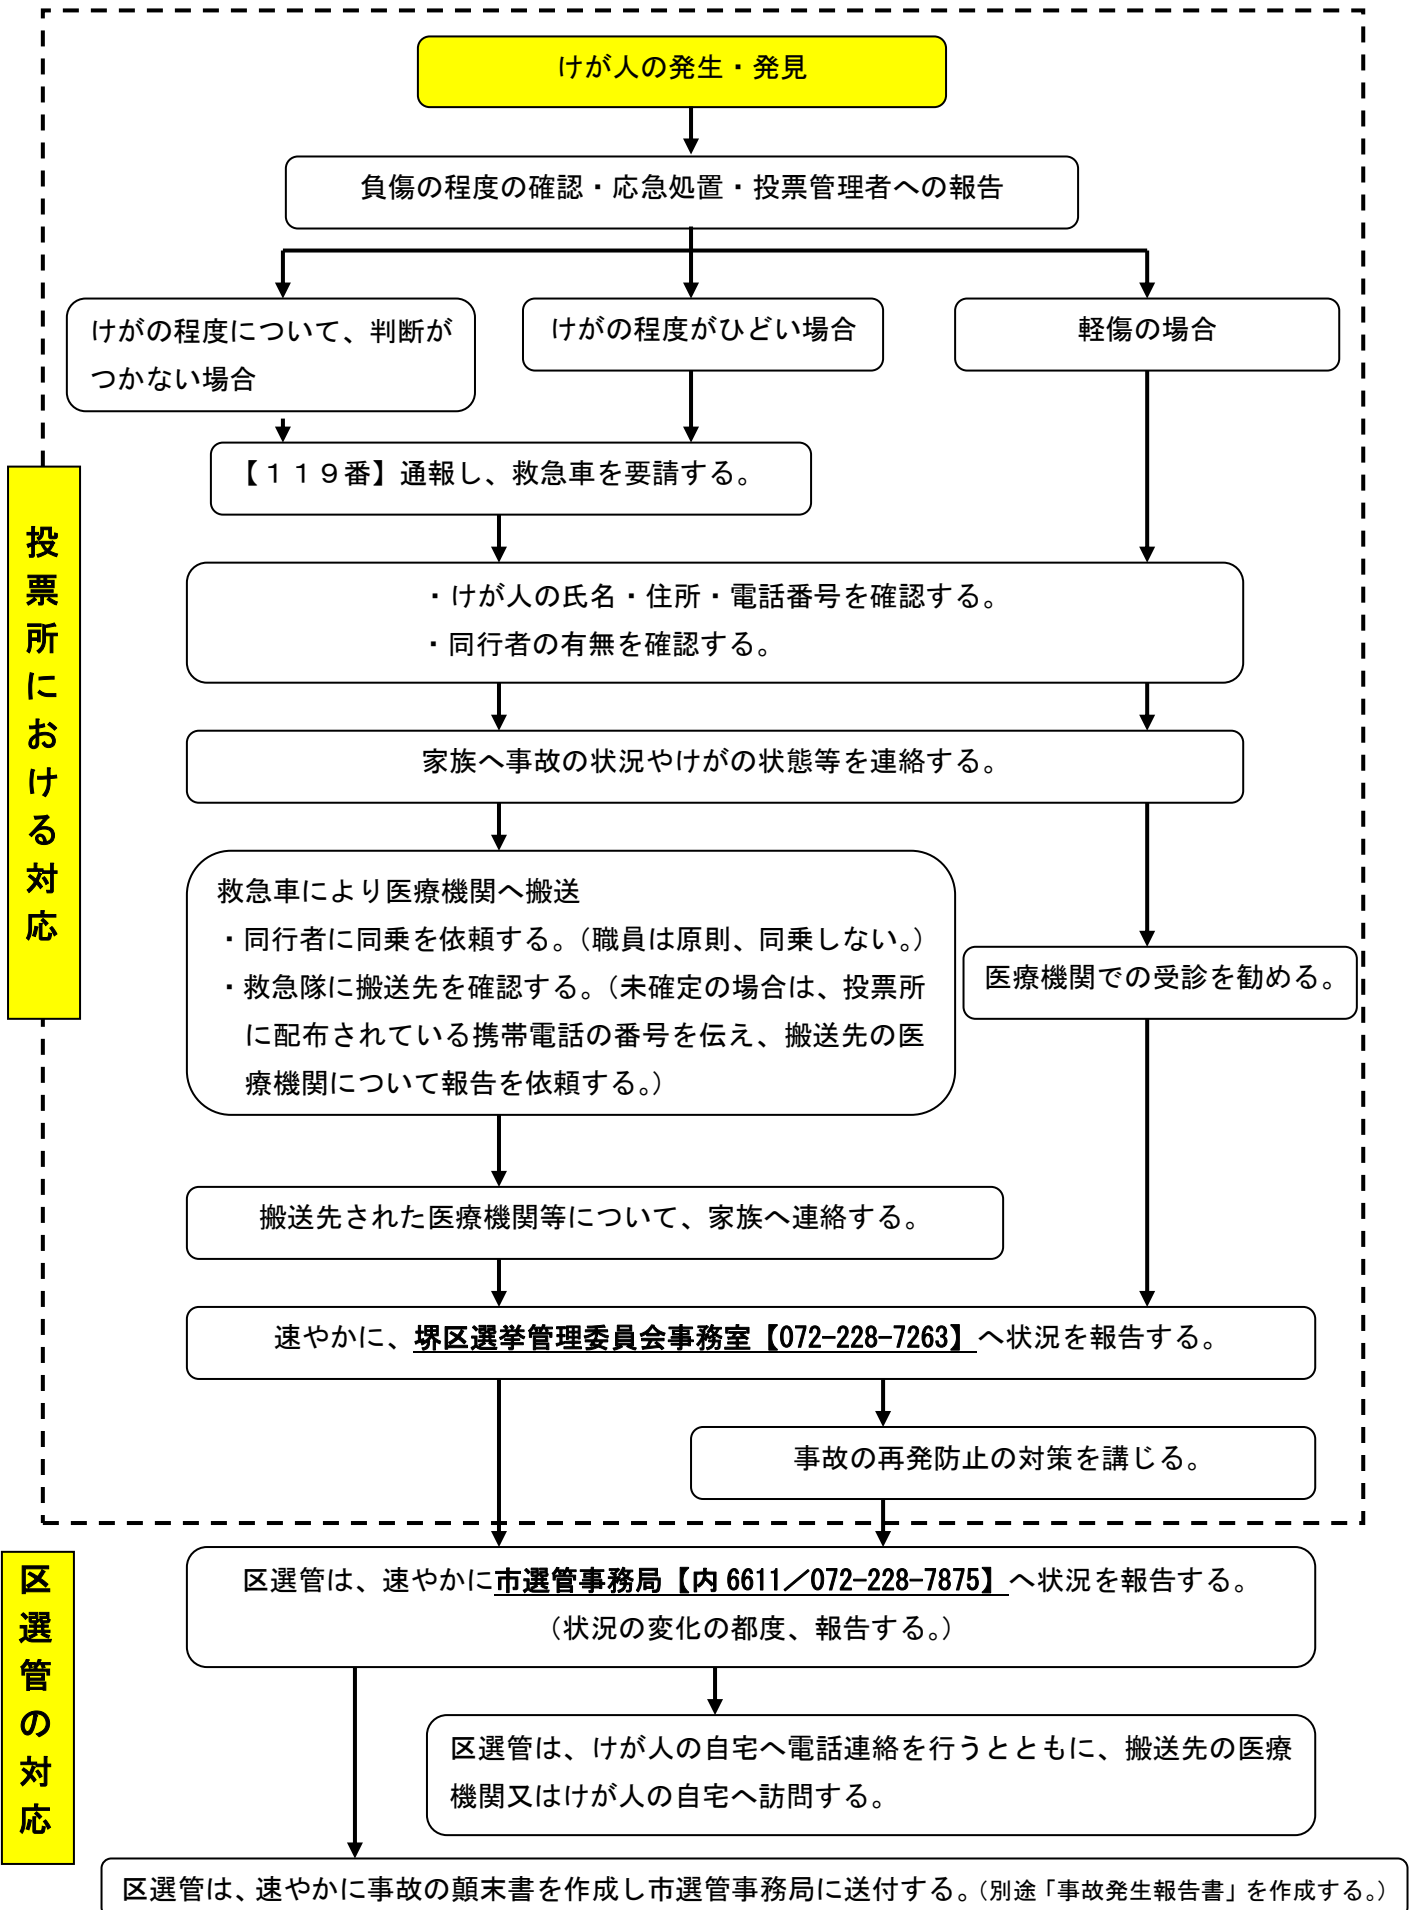 けが人の発生・発見
負傷の程度の確認・応急処置・投票管理者への報告
けがの程度について、判断が
つかない場合
けがの程度がひどい場合
軽傷の場合
【119番】通報し、救急車を要請する。
投票所における対応
・けが人の氏名・住所・電話番号を確認する。
・同行者の有無を確認する。
家族へ事故の状況やけがの状態等を連絡する。
救急車により医療機関へ搬送
・同行者に同乗を依頼する。(職員は原則、同乗しない。)
・救急隊に搬送先を確認する。(未確定の場合は、投票所
に配布されている携帯電話の番号を伝え、搬送先の医
療機関について報告を依頼する。)
医療機関での受診を勧める。
搬送先された医療機関等について、家族へ連絡する。
速やかに、堺区選挙管理委員会事務室【072-228-7263】へ状況を報告する。
事故の再発防止の対策を講じる。
区選管の対応
区選管は、速やかに市選管事務局【内 6611/072-228-7875】へ状況を報告する。
(状況の変化の都度、報告する。)
区選管は、けが人の自宅へ電話連絡を行うとともに、搬送先の医療
機関又はけが人の自宅へ訪問する。
区選管は、速やかに事故の顛末書を作成し市選管事務局に送付する。(別途「事故発生報告書」を作成する。)